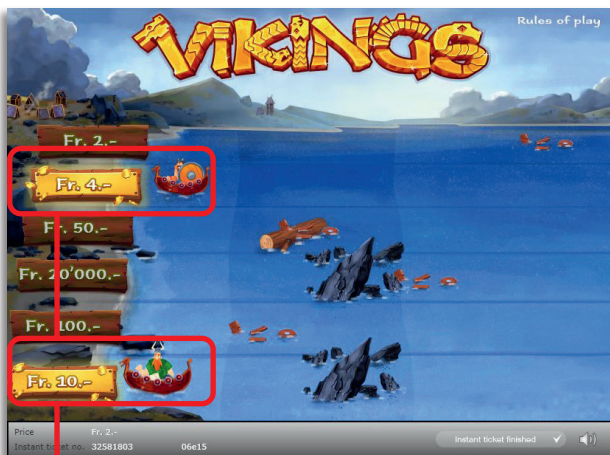 VIKINGS
Rules of play
Fr. 2.-
Fr. 4.-
Fr. 50.-
Fr. 20'000.-
Fr. 100.-
Fr. 10.-
Price Fr. 2.-
Instant ticket no. 32581803 06e15
Instant ticket finished